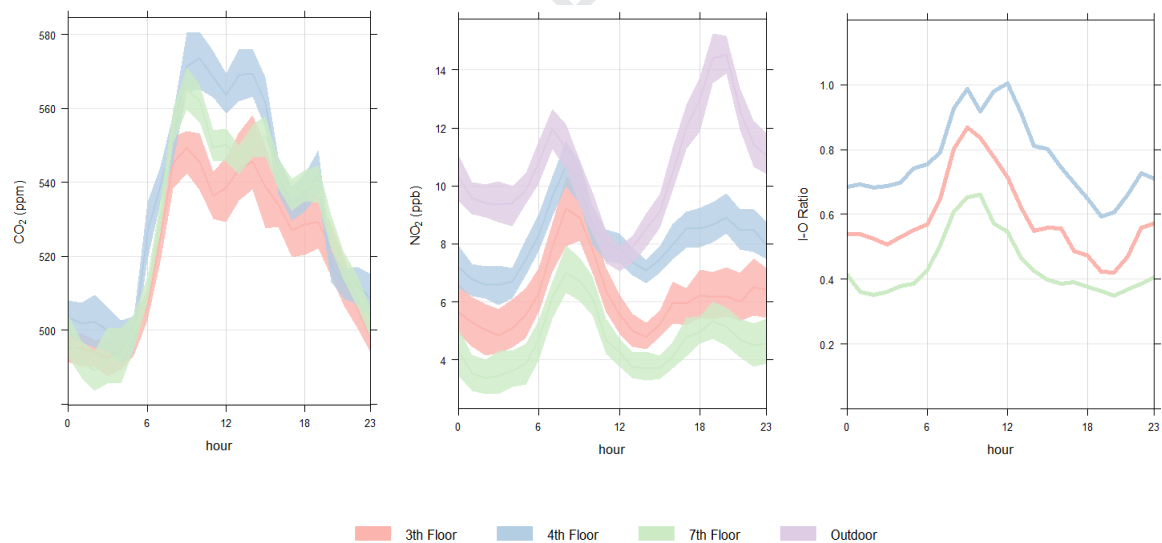 CO2 (ppm)
580
560
540
520
500
0 6 12 18 23
hour
NO2 (ppb)
14
12
10
8
6
4
0 6 12 18 23
hour
I-O Ratio
1.0
0.8
0.6
0.4
0.2
0 6 12 18 23
hour
3th Floor 4th Floor 7th Floor Outdoor